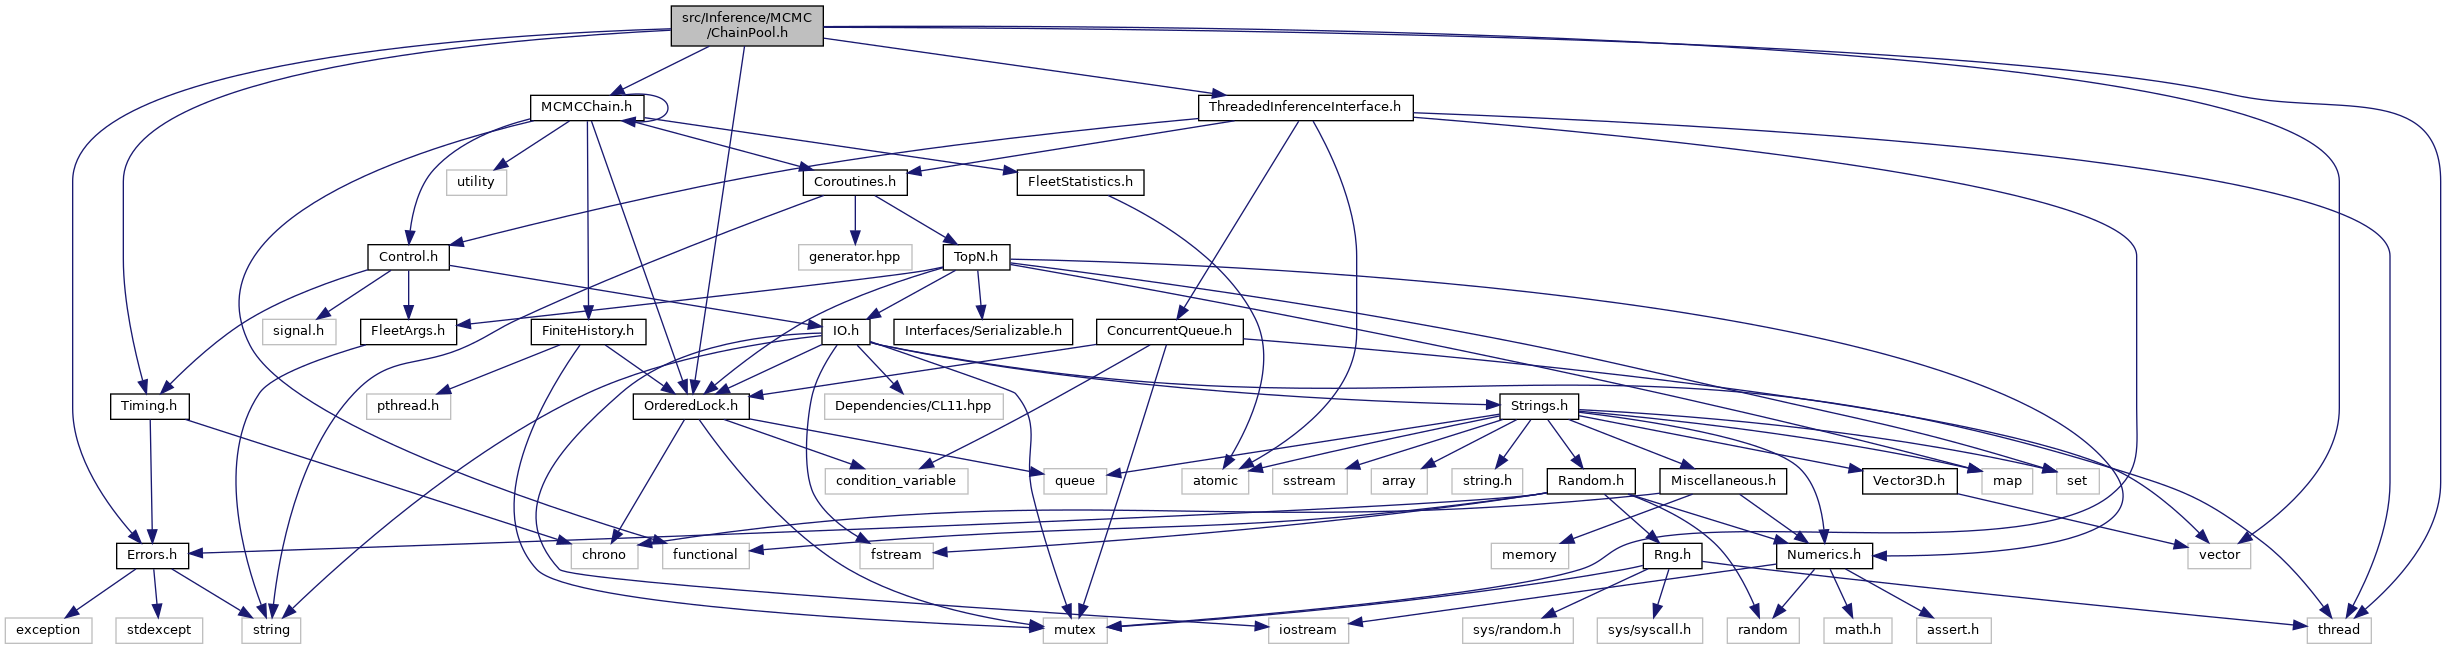 src/Inference/MCMC
/ChainPool.h
MCMCChain.h
ThreadedInferenceInterface.h
utility
Coroutines.h
FleetStatistics.h
Control.h
generator.hpp
TopN.h
signal.h
FleetArgs.h
FiniteHistory.h
IO.h
Interfaces/Serializable.h
ConcurrentQueue.h
Timing.h
pthread.h
OrderedLock.h
Dependencies/CL11.hpp
Strings.h
condition_variable
queue
atomic
sstream
array
string.h
Random.h
Miscellaneous.h
Vector3D.h
map
set
Errors.h
chrono
functional
fstream
memory
Rng.h
Numerics.h
vector
exception
stdexcept
string
mutex
iostream
sys/random.h
sys/syscall.h
random
math.h
assert.h
thread